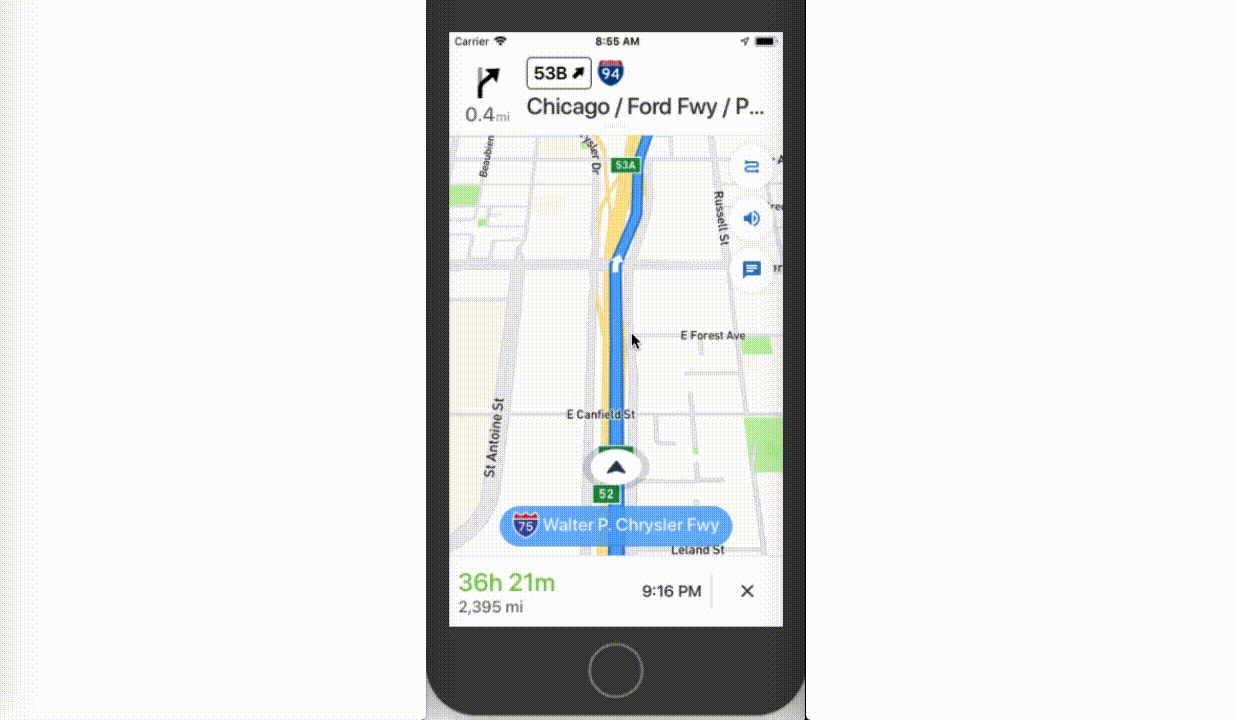 Carrier
8:55 AM
53B
94
Chicago / Ford Fwy / P...
0.4 mi
Beaubien
ysler Dr
53A
Russell St
E Forest Ave
E Canfield St
St Antoine St
52
75 Walter P. Chrysler Fwy
Leland St
36h 21m
9:16 PM
2,395 mi